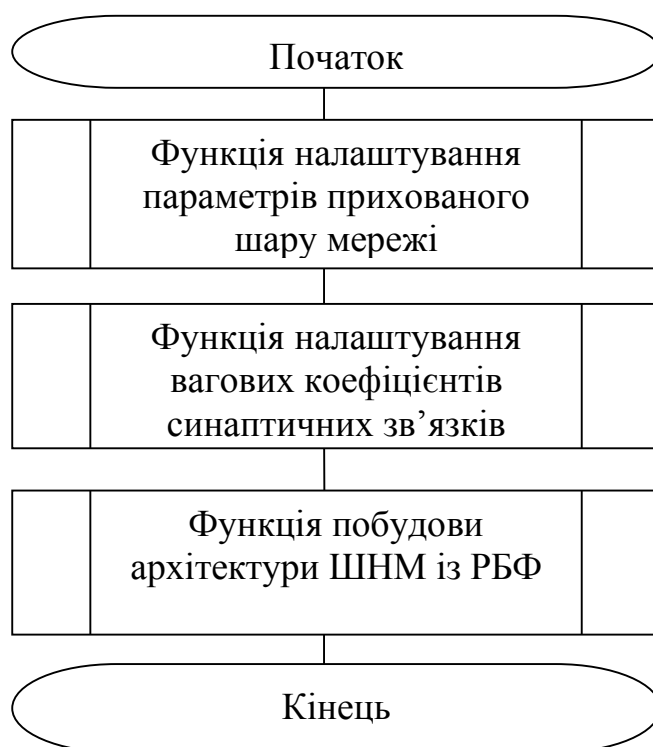 Початок
Функція налаштування
параметрів прихованого
шару мережі
Функція налаштування
вагових коефіцієнтів
синаптичних зв’язків
Функція побудови
архітектури ШНМ із РБФ
Кінець